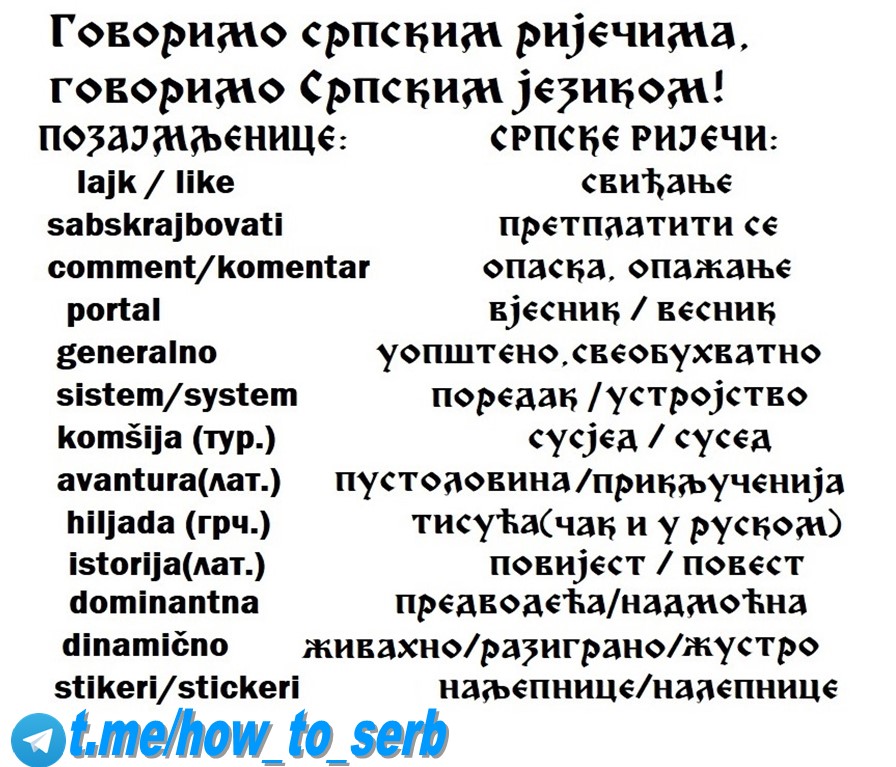 Говоримо српским ријечима,
говоримо Српским језиком!
ПОЗАЈМЉЕНИЦЕ: СРПСКЕ РИЈЕЧИ:
lajk / like свиђање
sabskrajbovati претплатити се
comment/komentar опаска, опажање
portal вјесник / весник
generalno уопштено,свеобухватно
sistem/system поредак /устројство
komšija (тур.) сусјед / сусед
avantura(лат.) пустоловина/прикљученија
hiljada (грч.) тисућа(чак и у руском)
istorija(лат.) повијест / повест
dominantna предводећа/надмоћна
dinamično живахно/разиграно/жустро
stikeri/stickeri наљепнице/налепнице
t.me/how_to_serb